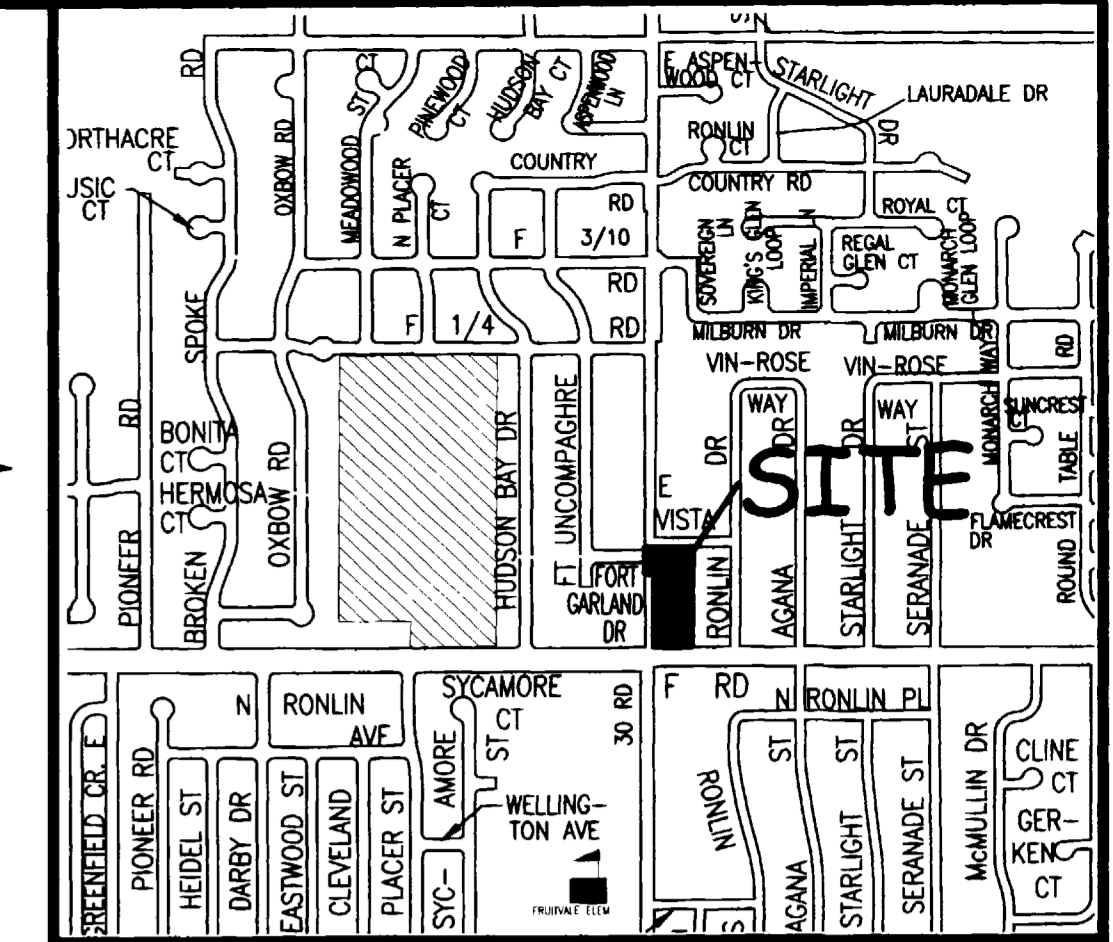 RD
ORTHACRE
CT
JSIC
CT
OXBOW RD
ST
CT
MEADOWOOD
PINEWOOD
CT
HUDSON
BAY CT
ASPENWOOD
LN
N PLACER
CT
COUNTRY
RD
F 3/10
RD
F 1/4 RD
E ASPEN-
WOOD CT
STARLIGHT
DR
LAURADALE DR
RONLIN
CT
COUNTRY RD
ROYAL CT
SOVEREIGN
LN
KING'S GLEN
LOOP
IMPERIAL
LN
REGAL
GLEN CT
MONARCH
GLEN LOOP
MILBURN DR
MILBURN DR
VIN-ROSE
WAY
VIN-ROSE
WAY
MONARCH WAY
SUNCREST
CT
RD
TABLE
ROUND
FLAMECREST
DR
SPOKE
BROKEN
PIONEER
RD
BONITA
CT
HERMOSA
CT
OXBOW RD
HUDSON BAY DR
FT UNCOMPAGHRE
FORT
GARLAND
DR
E
VISTA
SITE
RONLIN
DR
AGANA
DR
STARLIGHT
DR
SERANADE
ST
F RD
30 RD
N RONLIN
AVE
SYCAMORE
CT
ST
N RONLIN PL
GREENFIELD CR. E
PIONEER RD
HEIDEL ST
DARBY DR
EASTWOOD ST
CLEVELAND
PLACER ST
SYC-
AMORE
WELLING-
TON AVE
FRUITVALE ELEM
RONLIN
AGANA
ST
STARLIGHT
ST
SERANADE ST
McMULLIN DR
CLINE
CT
GER-
KEN
CT